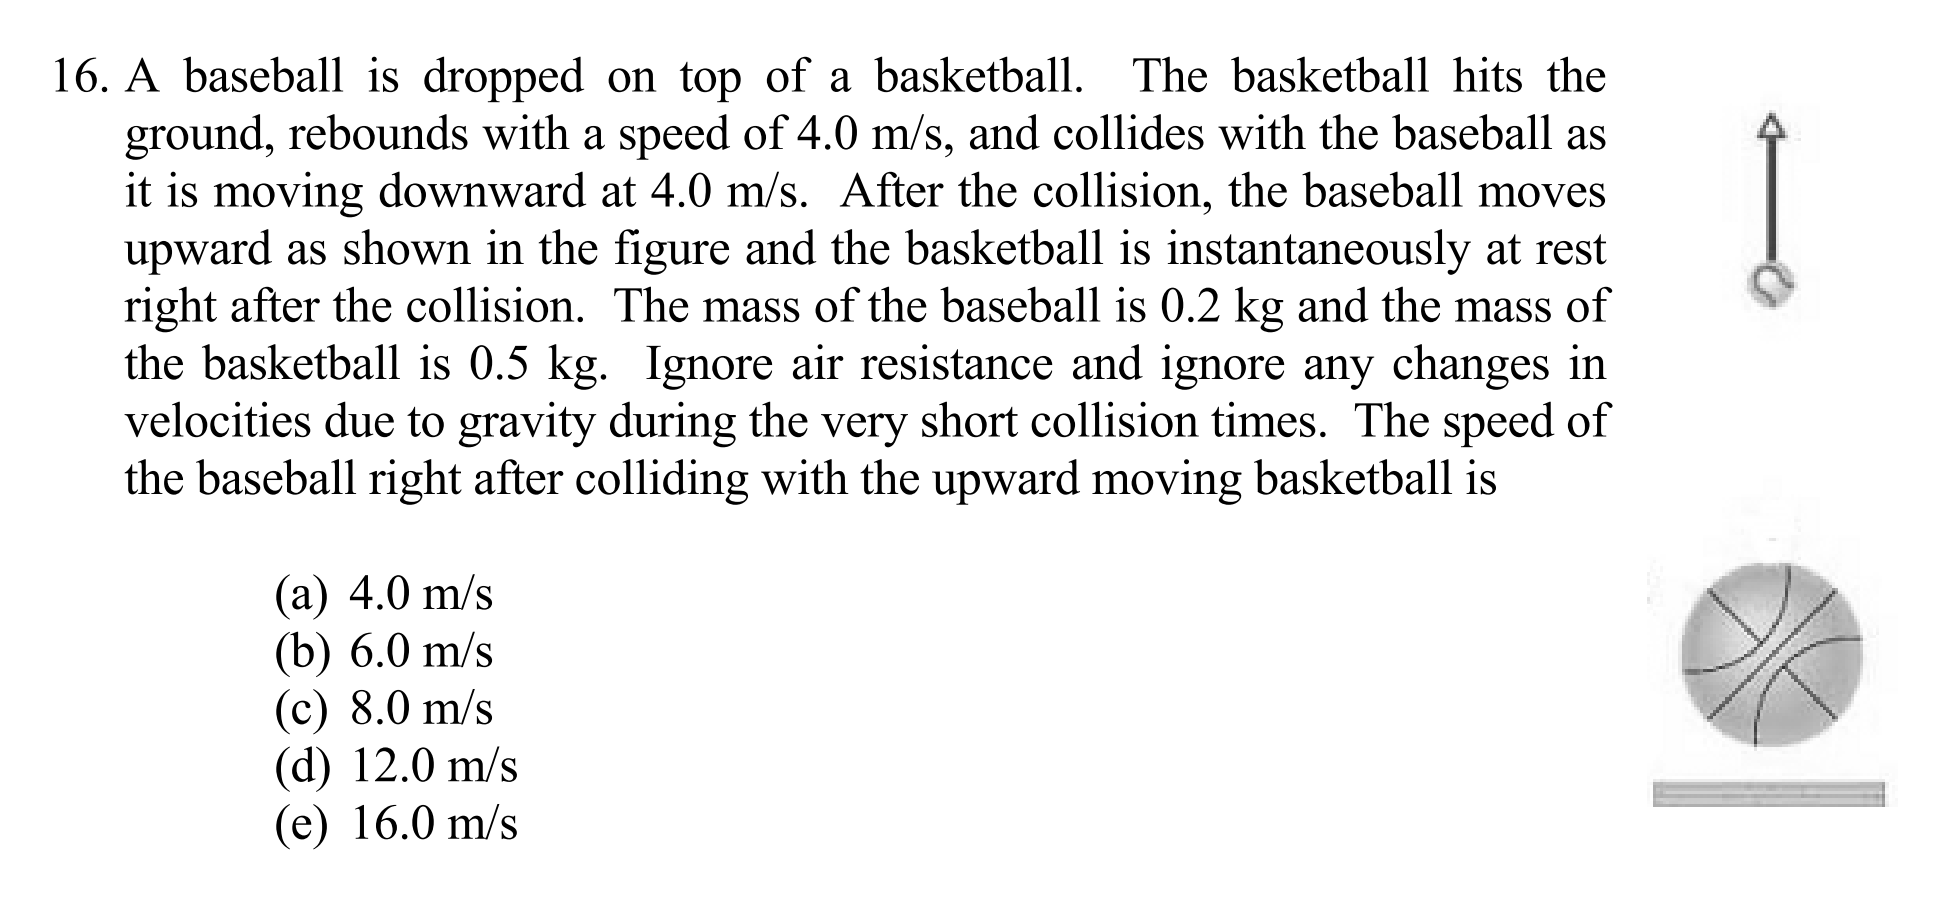 16. A baseball is dropped on top of a basketball. The basketball hits the
ground, rebounds with a speed of 4.0 m/s, and collides with the baseball as
it is moving downward at 4.0 m/s. After the collision, the baseball moves
upward as shown in the figure and the basketball is instantaneously at rest
right after the collision. The mass of the baseball is 0.2 kg and the mass of
the basketball is 0.5 kg. Ignore air resistance and ignore any changes in
velocities due to gravity during the very short collision times. The speed of
the baseball right after colliding with the upward moving basketball is
(a) 4.0 m/s
(b) 6.0 m/s
(c) 8.0 m/s
(d) 12.0 m/s
(e) 16.0 m/s